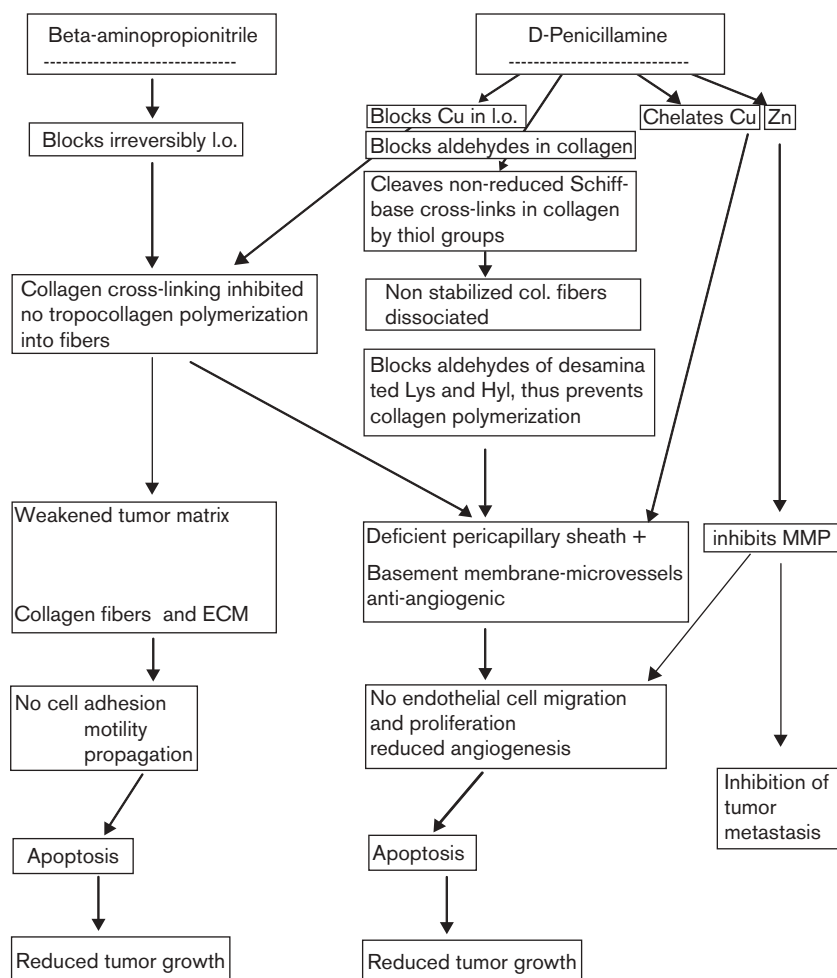 Beta-aminopropionitrile
D-Penicillamine
Blocks irreversibly l.o.
Blocks Cu in l.o.
Blocks aldehydes in collagen
Chelates Cu
Zn
Cleaves non-reduced Schiff-
base cross-links in collagen
by thiol groups
Collagen cross-linking inhibited
no tropocollagen polymerization
into fibers
Non stabilized col. fibers
dissociated
Blocks aldehydes of desamina
ted Lys and Hyl, thus prevents
collagen polymerization
Weakened tumor matrix
Collagen fibers and ECM
Deficient pericapillary sheath +
Basement membrane-microvessels
anti-angiogenic
inhibits MMP
No cell adhesion
motility
propagation
No endothelial cell migration
and proliferation
reduced angiogenesis
Inhibition of
tumor
metastasis
Apoptosis
Apoptosis
Reduced tumor growth
Reduced tumor growth